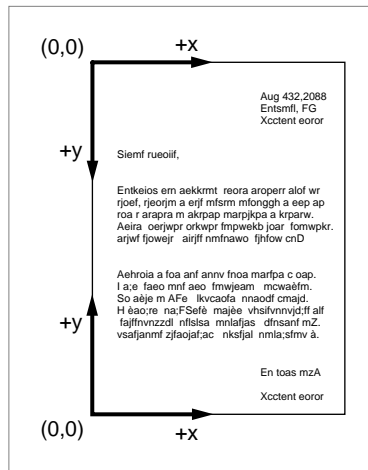 (0,0)
+x
Aug 432,2088
Entsmfl, FG
Xcctent eoror
+y
Siemf rueoiif,
Entkeios ern aekkrmt reora aroperr alof wr
rjoef, rjeorjm a erjf mfsrm mfonggh a eep ap
roa r arapra m akrpap marpjkpa a krparw.
Aeira oerjwpr orkwpr fmpwekb joar fomwpkr.
arjwf fjowejr airjff nmfnawo fjhfow cnD
Aehroia a foa anf annv fnoa marfpa c oap.
I a;e faeo mnf aeo fmwjeam mcwaèfm.
So aèje m AFe lkvcaofa nnaodf cmajd.
H èao;re na;FSefè majèe vhsifvnnvjd;ff alf
fajffnvnzzdl nflslsa mnlafjas dfnsanf mZ.
vsafjanmf zjfaojaf;ac nksfjal nmla;sfmv à.
+y
En toas mzA
Xcctent eoror
(0,0)
+x